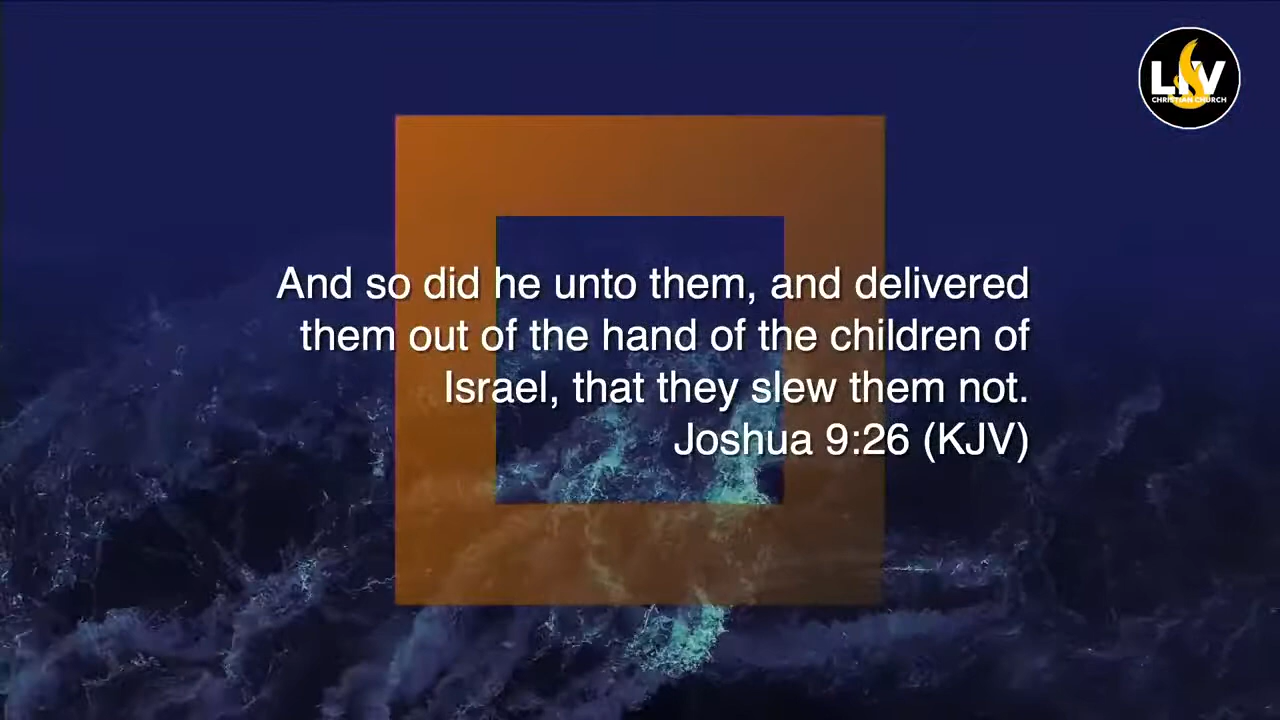 LIV
CHRISTIAN CHURCH
And so did he unto them, and delivered
them out of the hand of the children of
Israel, that they slew them not.
Joshua 9:26 (KJV)